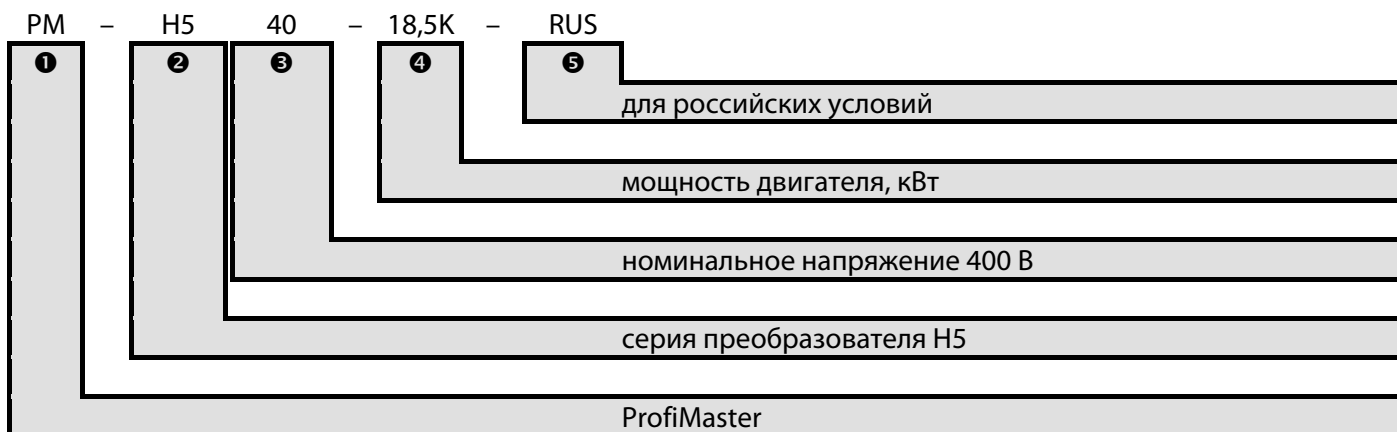 PM – H5 40 – 18,5K – RUS
❶ ❷ ❸ ❹ ❺
для российских условий
мощность двигателя, кВт
номинальное напряжение 400 В
серия преобразователя H5
ProfiMaster